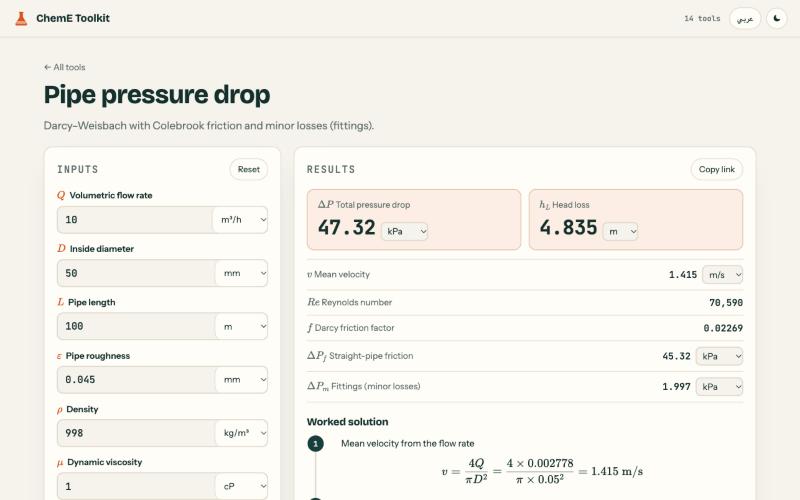 ChemE Toolkit
14 tools
عربي
← All tools
Pipe pressure drop
Darcy–Weisbach with Colebrook friction and minor losses (fittings).
INPUTS
Reset
Q Volumetric flow rate
10 m³/h
D Inside diameter
50 mm
L Pipe length
100 m
ε Pipe roughness
0.045 mm
ρ Density
998 kg/m³
μ Dynamic viscosity
1 cP
RESULTS
Copy link
ΔP Total pressure drop
47.32 kPa
h_L Head loss
4.835 m
v Mean velocity 1.415 m/s
Re Reynolds number 70,590
f Darcy friction factor 0.02269
ΔP_f Straight-pipe friction 45.32 kPa
ΔP_m Fittings (minor losses) 1.997 kPa
Worked solution
1 Mean velocity from the flow rate
v = 4Q / πD² = 4 × 0.002778 / π × 0.05² = 1.415 m/s